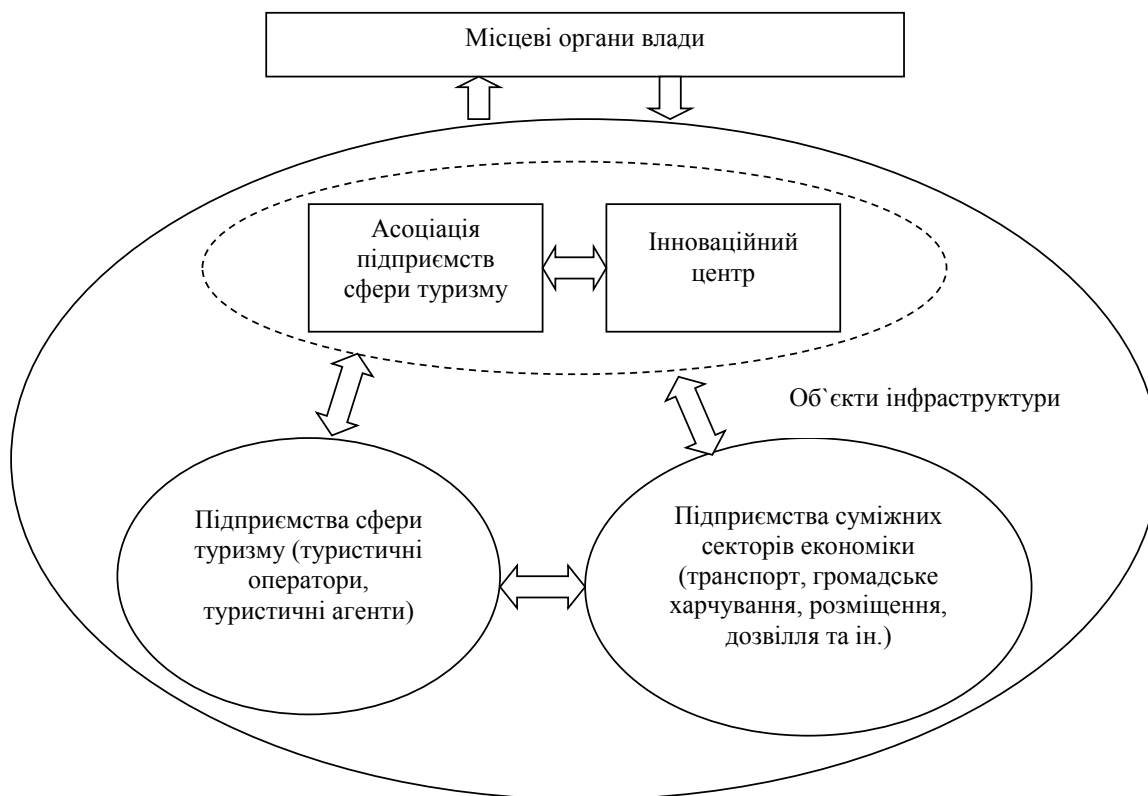 Місцеві органи влади
Асоціація
підприємств
сфери туризму
Інноваційний
центр
Об`єкти інфраструктури
Підприємства сфери
туризму (туристичні
оператори,
туристичні агенти)
Підприємства суміжних
секторів економіки
(транспорт, громадське
харчування, розміщення,
дозвілля та ін.)